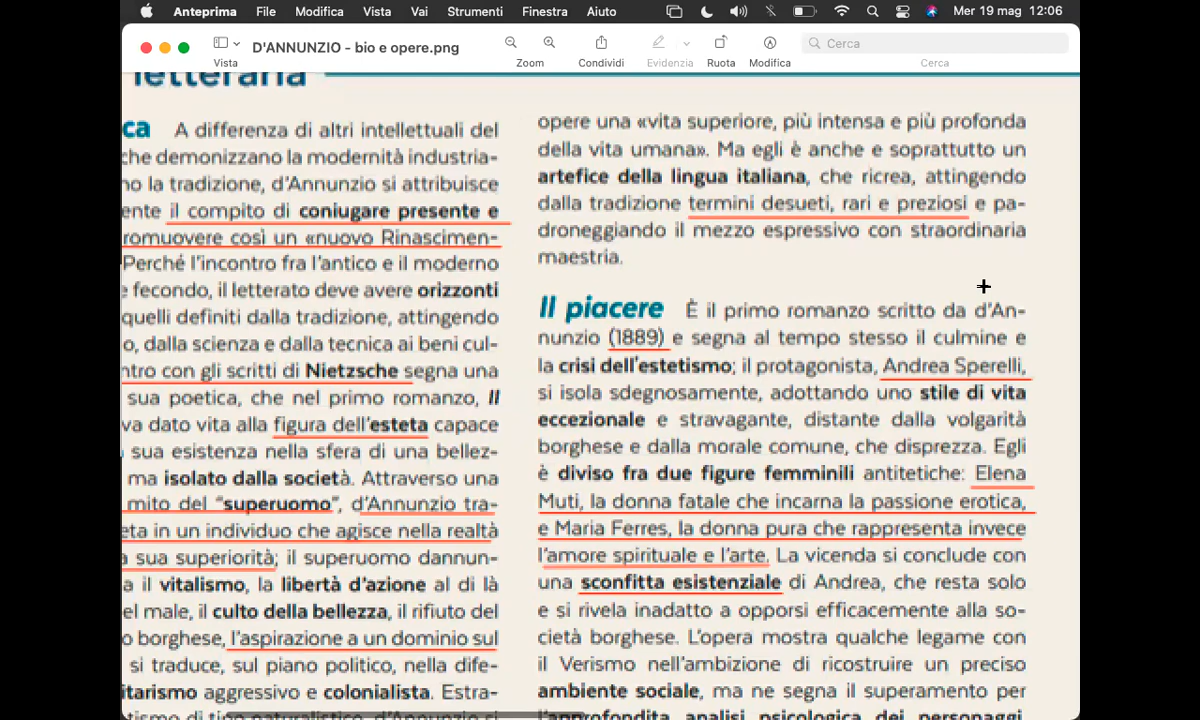 Anteprima File Modifica Vista Vai Strumenti Finestra Aiuto Mer 19 mag 12:06
D'ANNUNZIO - bio e opere.png
Cerca
Vista Zoom Condividi Evidenzia Ruota Modifica Cerca
letteraria
ca A differenza di altri intellettuali del
che demonizzano la modernità industria-
no la tradizione, d'Annunzio si attribuisce
ente il compito di coniugare presente e
romuovere così un «nuovo Rinascimen-
Perché l'incontro fra l'antico e il moderno
e fecondo, il letterato deve avere orizzonti
quelli definiti dalla tradizione, attingendo
o, dalla scienza e dalla tecnica ai beni cul-
ntro con gli scritti di Nietzsche segna una
sua poetica, che nel primo romanzo, Il
va dato vita alla figura dell'esteta capace
sua esistenza nella sfera di una bellez-
ma isolato dalla società. Attraverso una
mito del "superuomo", d'Annunzio tra-
eta in un individuo che agisce nella realtà
a sua superiorità; il superuomo dannun-
a il vitalismo, la libertà d'azione al di là
el male, il culto della bellezza, il rifiuto del
o borghese, l'aspirazione a un dominio sul
si traduce, sul piano politico, nella dife-
itarismo aggressivo e colonialista. Estra-
tismo di tipo naturalistico, d'Annunzio si
opere una «vita superiore, più intensa e più profonda
della vita umana». Ma egli è anche e soprattutto un
artefice della lingua italiana, che ricrea, attingendo
dalla tradizione termini desueti, rari e preziosi e pa-
droneggiando il mezzo espressivo con straordinaria
maestria.
Il piacere È il primo romanzo scritto da d'An-
nunzio (1889) e segna al tempo stesso il culmine e
la crisi dell'estetismo; il protagonista, Andrea Sperelli,
si isola sdegnosamente, adottando uno stile di vita
eccezionale e stravagante, distante dalla volgarità
borghese e dalla morale comune, che disprezza. Egli
è diviso fra due figure femminili antitetiche: Elena
Muti, la donna fatale che incarna la passione erotica,
e Maria Ferres, la donna pura che rappresenta invece
l'amore spirituale e l'arte. La vicenda si conclude con
una sconfitta esistenziale di Andrea, che resta solo
e si rivela inadatto a opporsi efficacemente alla so-
cietà borghese. L'opera mostra qualche legame con
il Verismo nell'ambizione di ricostruire un preciso
ambiente sociale, ma ne segna il superamento per
l'approfondita analisi psicologica dei personaggi